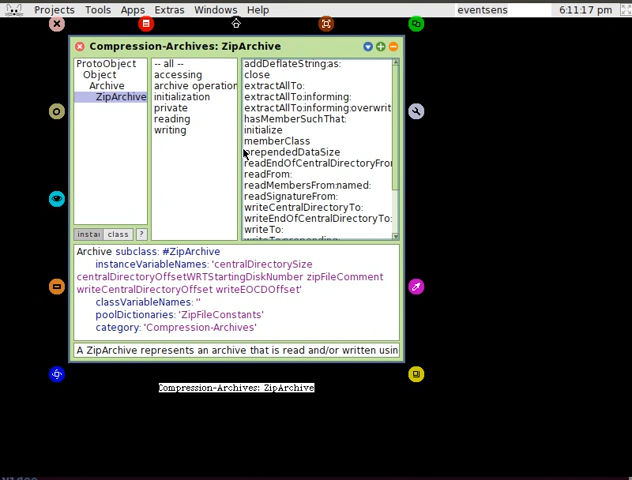 Projects Tools Apps Extras Windows Help eventsens 6:11:17 pm
Compression-Archives: ZipArchive
ProtoObject
Object
Archive
ZipArchive
-- all --
accessing
archive operation
initialization
private
reading
writing
addDeflateString:as:
close
extractAllTo:
extractAllTo:informing:
extractAllTo:informing:overwrit
hasMemberSuchThat:
initialize
memberClass
prependedDataSize
readEndOfCentralDirectoryFro
readFrom:
readMembersFrom:named:
readSignatureFrom:
writeCentralDirectoryTo:
writeEndOfCentralDirectoryTo:
writeTo:
writeTo:prepending:
insta class ?
Archive subclass: #ZipArchive
instanceVariableNames: 'centralDirectorySize
centralDirectoryOffsetWRTStartingDiskNumber zipFileComment
writeCentralDirectoryOffset writeEOCDOffset'
classVariableNames: ''
poolDictionaries: 'ZipFileConstants'
category: 'Compression-Archives'
A ZipArchive represents an archive that is read and/or written usin
Compression-Archives: ZipArchive